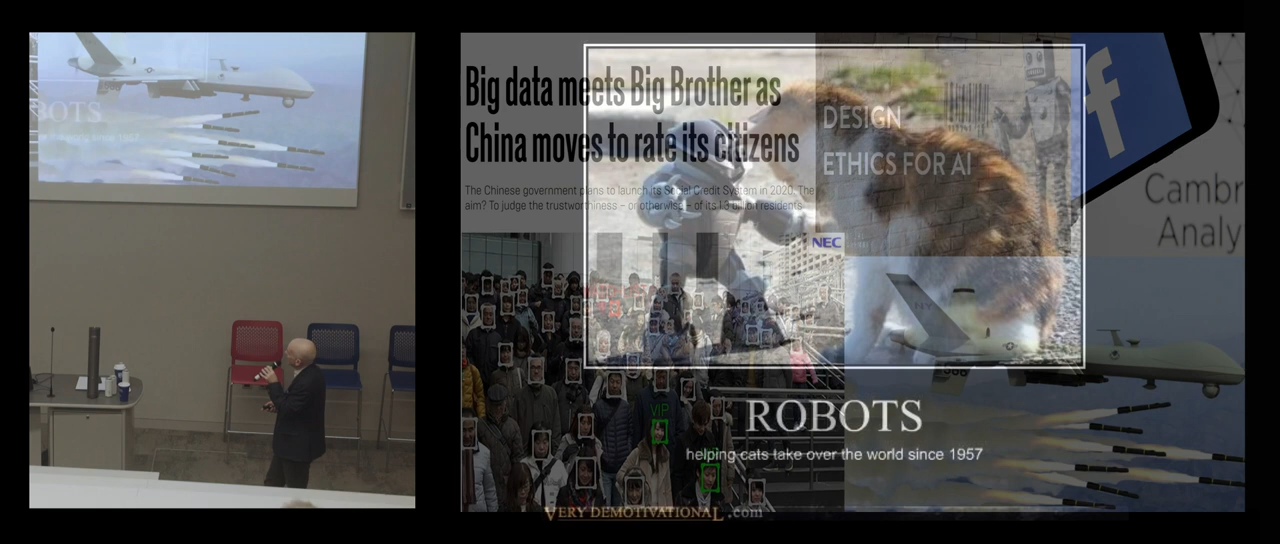 Big data meets Big Brother as
China moves to rate its citizens
The Chinese government plans to launch its Social Credit System in 2020. The
aim? To judge the trustworthiness – or otherwise – of its 1.3 billion residents
DESIGN
ETHICS FOR AI
f
Cambr
Analy
NEC
VIP
ROBOTS
helping cats take over the world since 1957
VERY DEMOTIVATIONAL.com
BOTS
since 1957